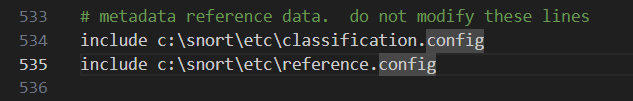 533 # metadata reference data.  do not modify these lines
534 include c:\snort\etc\classification.config
535 include c:\snort\etc\reference.config
536